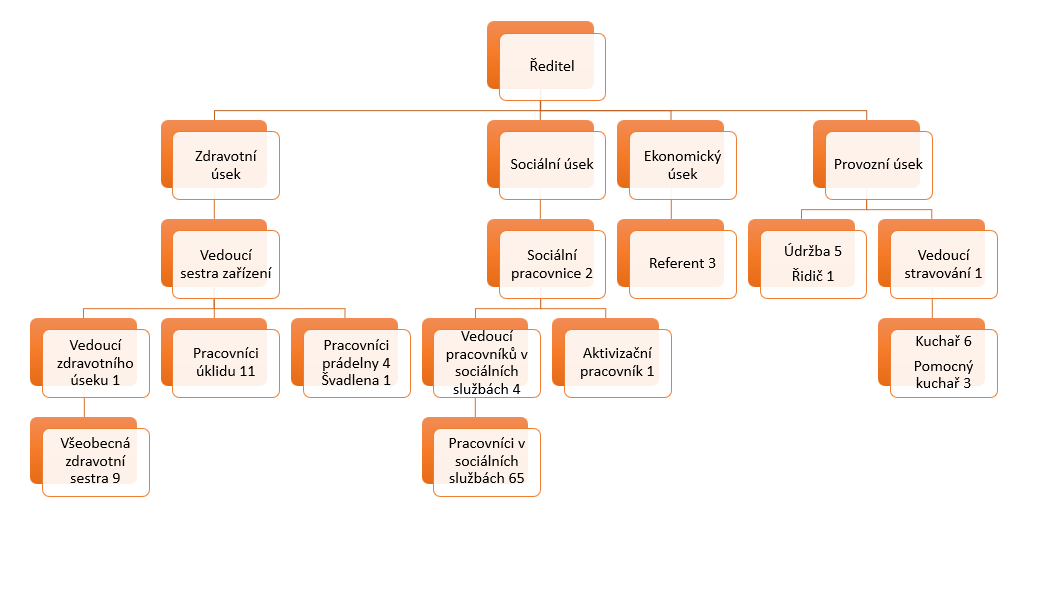 Ředitel
Zdravotní
úsek
Sociální úsek
Ekonomický
úsek
Provozní úsek
Vedoucí
sestra zařízení
Sociální
pracovnice 2
Referent 3
Údržba 5
Řidič 1
Vedoucí
stravování 1
Vedoucí
zdravotního
úseku 1
Pracovníci
úklidu 11
Pracovníci
prádelny 4
Švadlena 1
Vedoucí
pracovníků v
sociálních
službách 4
Aktivizační
pracovník 1
Kuchař 6
Pomocný
kuchař 3
Všeobecná
zdravotní
sestra 9
Pracovníci v
sociálních
službách 65